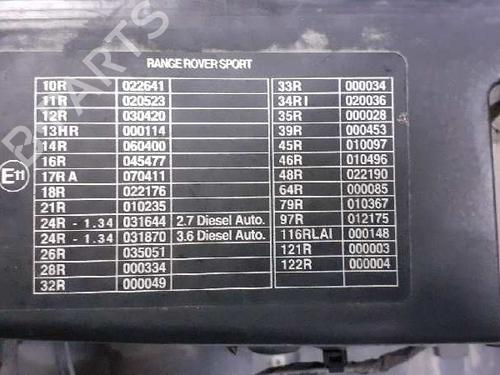 RANGE ROVER SPORT
10R 022641
11R 020523
12R 030420
13HR 000114
14R 060400
16R 045477
17RA 070411
18R 022176
21R 010235
24R - 1.34 031644 2.7 Diesel Auto.
24R - 1.34 031870 3.6 Diesel Auto.
26R 035051
28R 000334
32R 000049
33R 000034
34RI 020036
35R 000028
39R 000453
45R 010097
46R 010496
48R 022190
64R 000085
79R 010367
97R 012175
116RLAI 000148
121R 000003
122R 000004
E11
PARTS